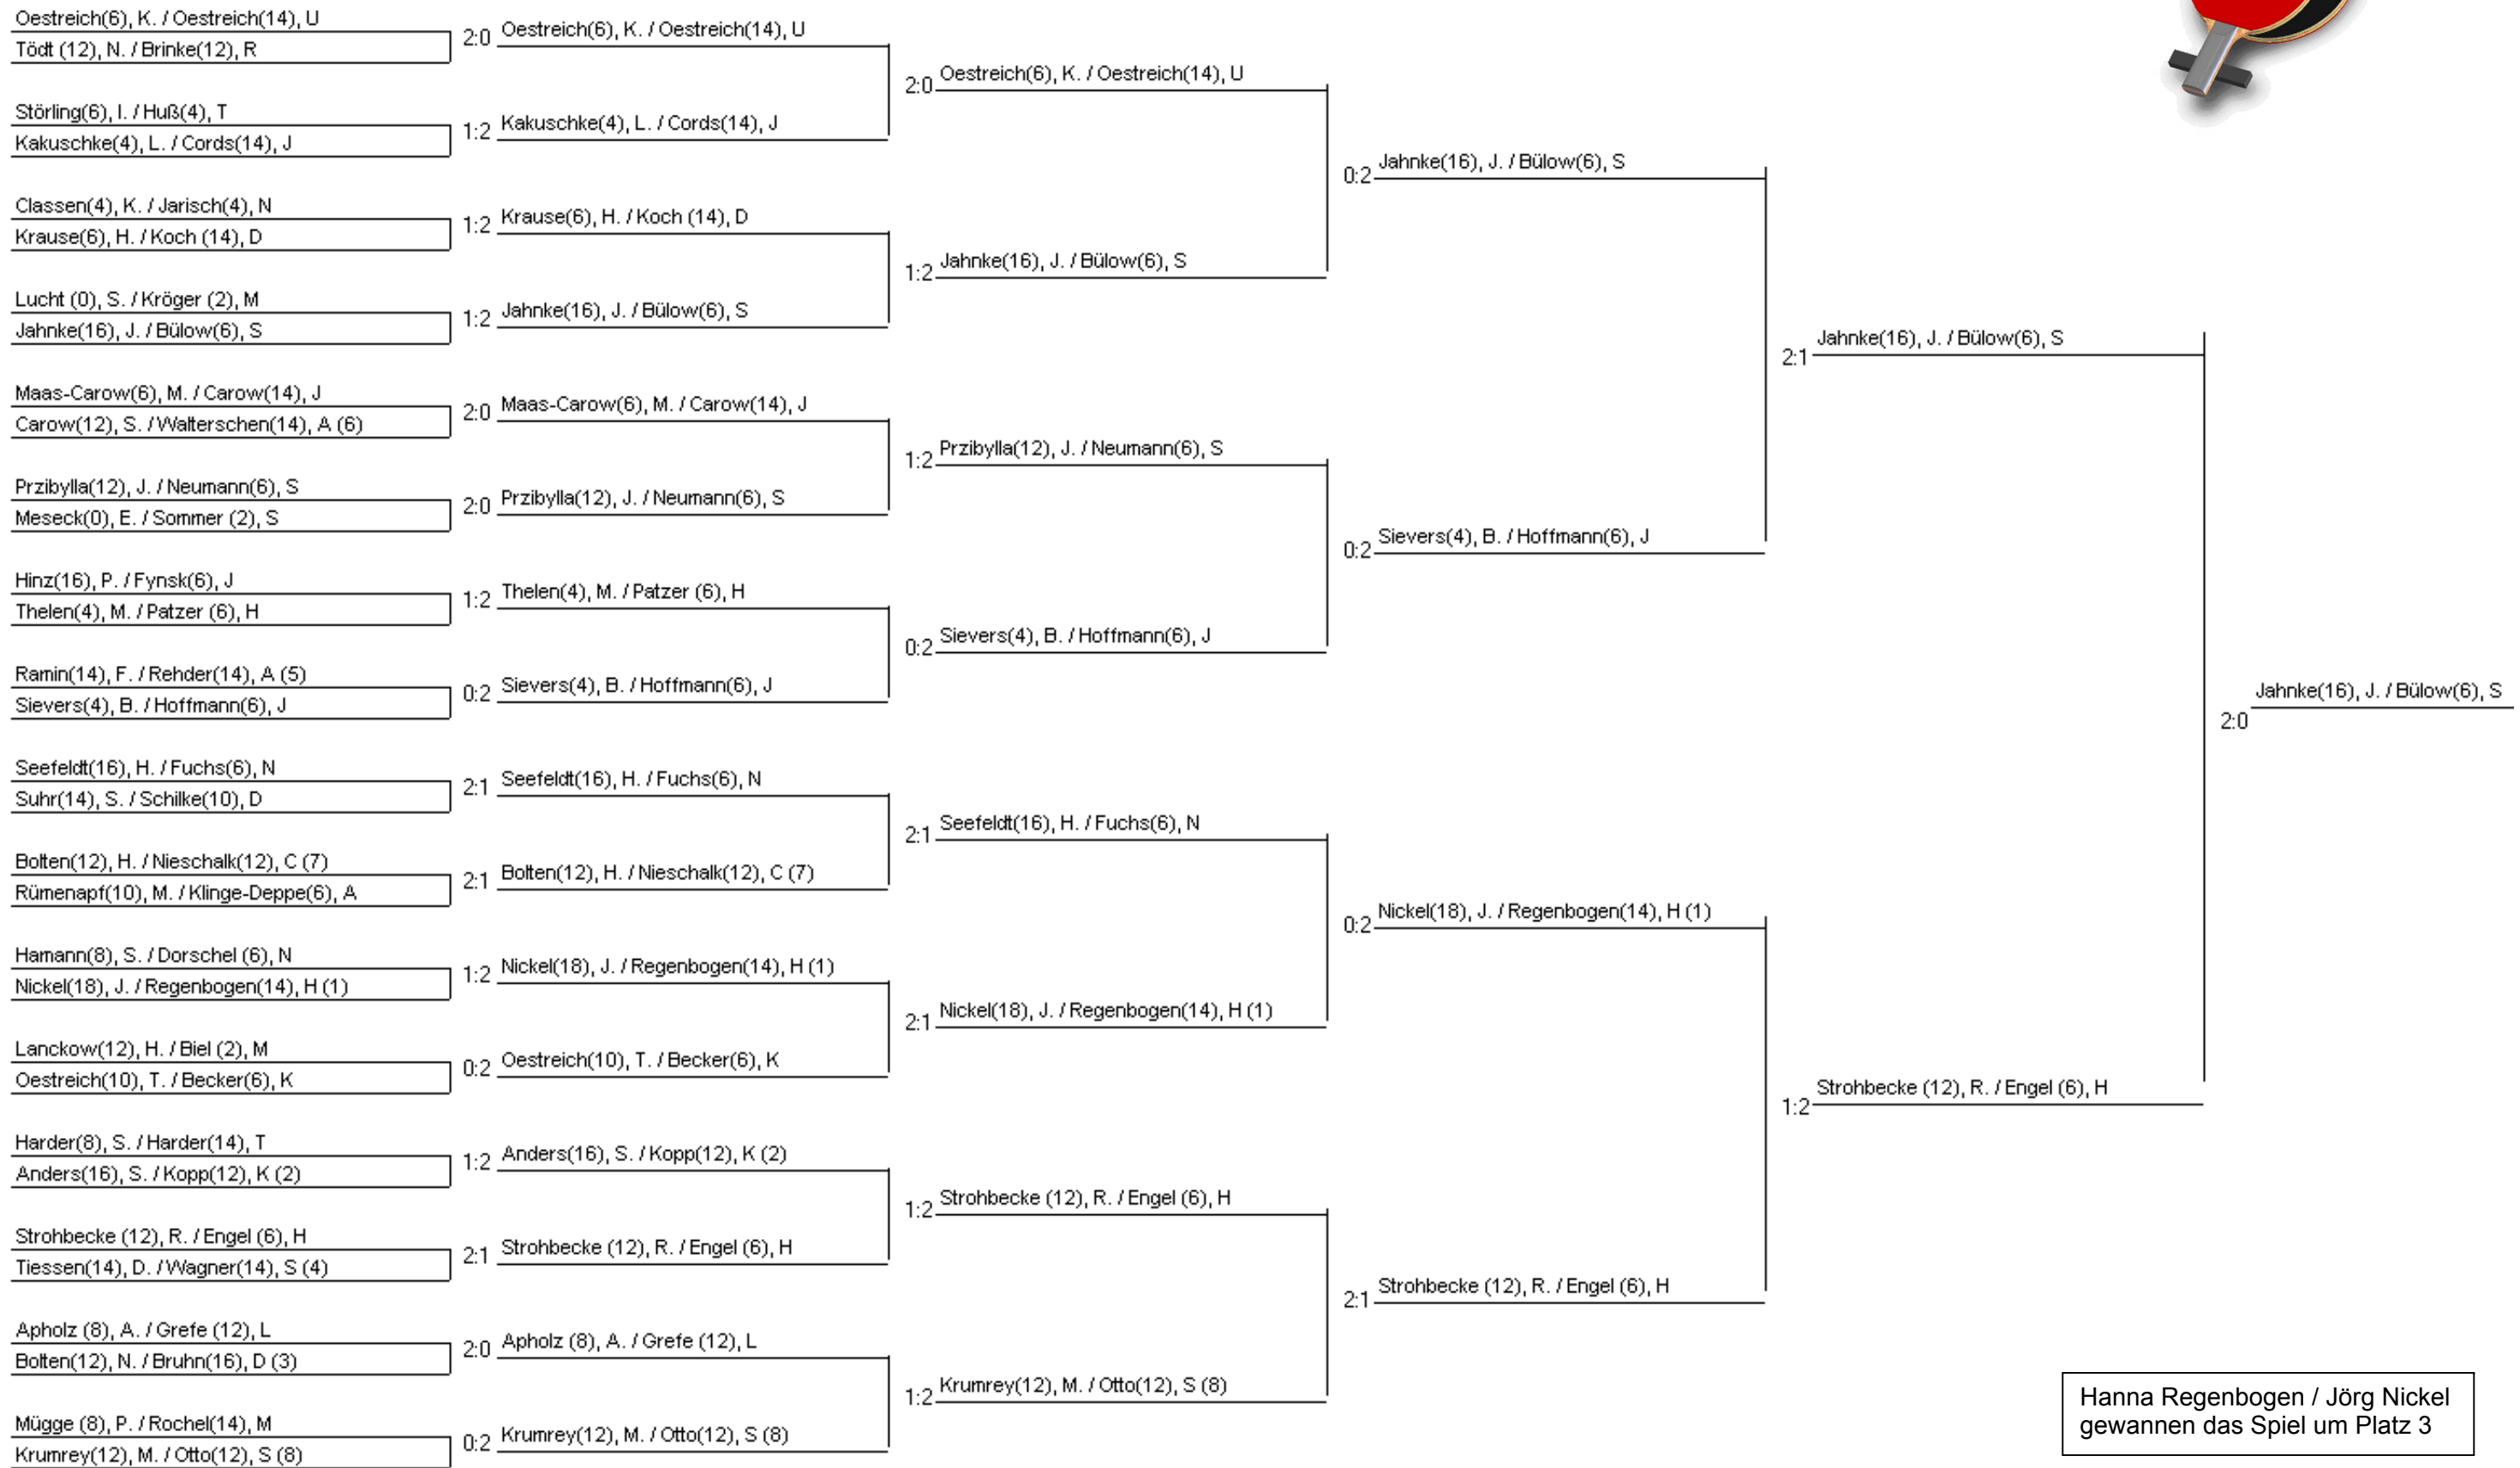 Oestreich(6), K. / Oestreich(14), U
Tödt (12), N. / Brinke(12), R
Störling(6), I. / Huß(4), T
Kakuschke(4), L. / Cords(14), J
Classen(4), K. / Jarisch(4), N
Krause(6), H. / Koch (14), D
Lucht (0), S. / Kröger (2), M
Jahnke(16), J. / Bülow(6), S
Maas-Carow(6), M. / Carow(14), J
Carow(12), S. / Walterschen(14), A (6)
Przibylla(12), J. / Neumann(6), S
Meseck(0), E. / Sommer (2), S
Hinz(16), P. / Fynsk(6), J
Thelen(4), M. / Patzer (6), H
Ramin(14), F. / Rehder(14), A (5)
Sievers(4), B. / Hoffmann(6), J
Seefeldt(16), H. / Fuchs(6), N
Suhr(14), S. / Schilke(10), D
Bolten(12), H. / Nieschalk(12), C (7)
Rümenapf(10), M. / Klinge-Deppe(6), A
Hamann(8), S. / Dorschel (6), N
Nickel(18), J. / Regenbogen(14), H (1)
Lanckow(12), H. / Biel (2), M
Oestreich(10), T. / Becker(6), K
Harder(8), S. / Harder(14), T
Anders(16), S. / Kopp(12), K (2)
Strohbecke (12), R. / Engel (6), H
Tiessen(14), D. / Wagner(14), S (4)
Apholz (8), A. / Grefe (12), L
Bolten(12), N. / Bruhn(16), D (3)
Mügge (8), P. / Rochel(14), M
Krumrey(12), M. / Otto(12), S (8)
2:0 Oestreich(6), K. / Oestreich(14), U
1:2 Kakuschke(4), L. / Cords(14), J
1:2 Krause(6), H. / Koch (14), D
1:2 Jahnke(16), J. / Bülow(6), S
2:0 Maas-Carow(6), M. / Carow(14), J
2:0 Przibylla(12), J. / Neumann(6), S
1:2 Thelen(4), M. / Patzer (6), H
0:2 Sievers(4), B. / Hoffmann(6), J
2:1 Seefeldt(16), H. / Fuchs(6), N
2:1 Bolten(12), H. / Nieschalk(12), C (7)
1:2 Nickel(18), J. / Regenbogen(14), H (1)
0:2 Oestreich(10), T. / Becker(6), K
1:2 Anders(16), S. / Kopp(12), K (2)
2:1 Strohbecke (12), R. / Engel (6), H
2:0 Apholz (8), A. / Grefe (12), L
0:2 Krumrey(12), M. / Otto(12), S (8)
2:0 Oestreich(6), K. / Oestreich(14), U
1:2 Jahnke(16), J. / Bülow(6), S
1:2 Przibylla(12), J. / Neumann(6), S
0:2 Sievers(4), B. / Hoffmann(6), J
2:1 Seefeldt(16), H. / Fuchs(6), N
2:1 Nickel(18), J. / Regenbogen(14), H (1)
1:2 Strohbecke (12), R. / Engel (6), H
1:2 Krumrey(12), M. / Otto(12), S (8)
0:2 Jahnke(16), J. / Bülow(6), S
0:2 Sievers(4), B. / Hoffmann(6), J
0:2 Nickel(18), J. / Regenbogen(14), H (1)
2:1 Strohbecke (12), R. / Engel (6), H
2:1 Jahnke(16), J. / Bülow(6), S
1:2 Strohbecke (12), R. / Engel (6), H
2:0 Jahnke(16), J. / Bülow(6), S
Hanna Regenbogen / Jörg Nickel
gewannen das Spiel um Platz 3